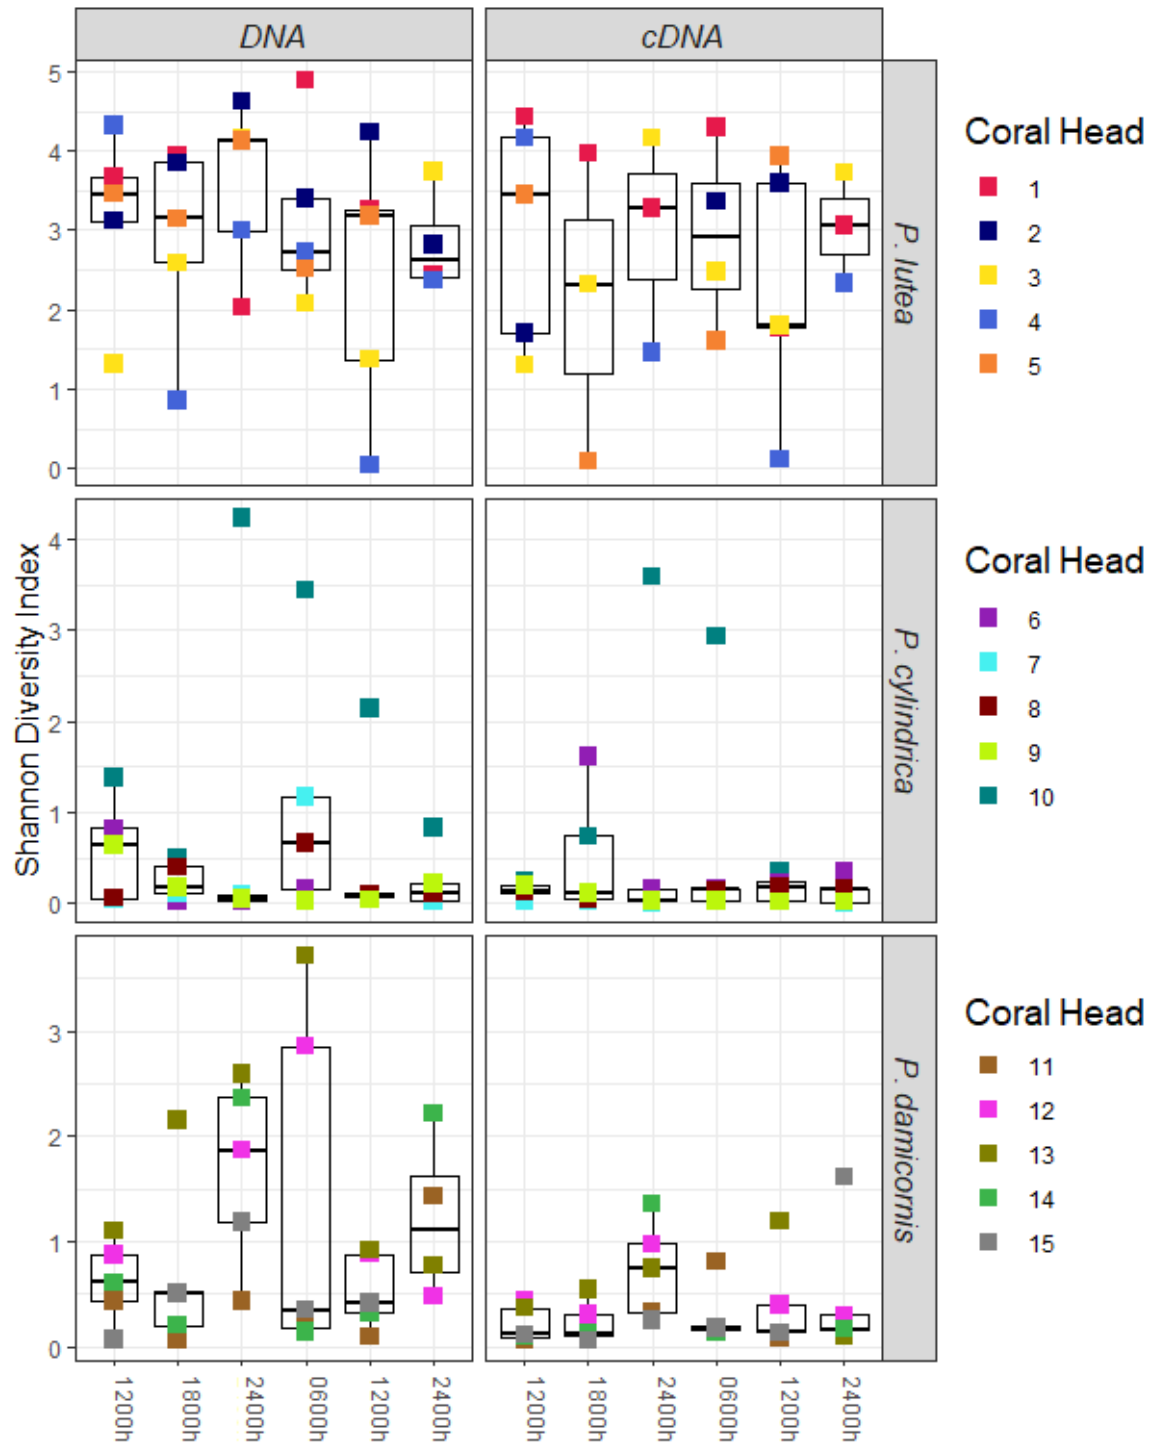 DNA
cDNA
Shannon Diversity Index
5
4
3
2
1
0
P. lutea
Coral Head
1
2
3
4
5
4
3
2
1
0
P. cylindrica
Coral Head
6
7
8
9
10
3
2
1
0
P. damicornis
Coral Head
11
12
13
14
15
1200h
1800h
2400h
0600h
1200h
2400h
1200h
1800h
2400h
0600h
1200h
2400h